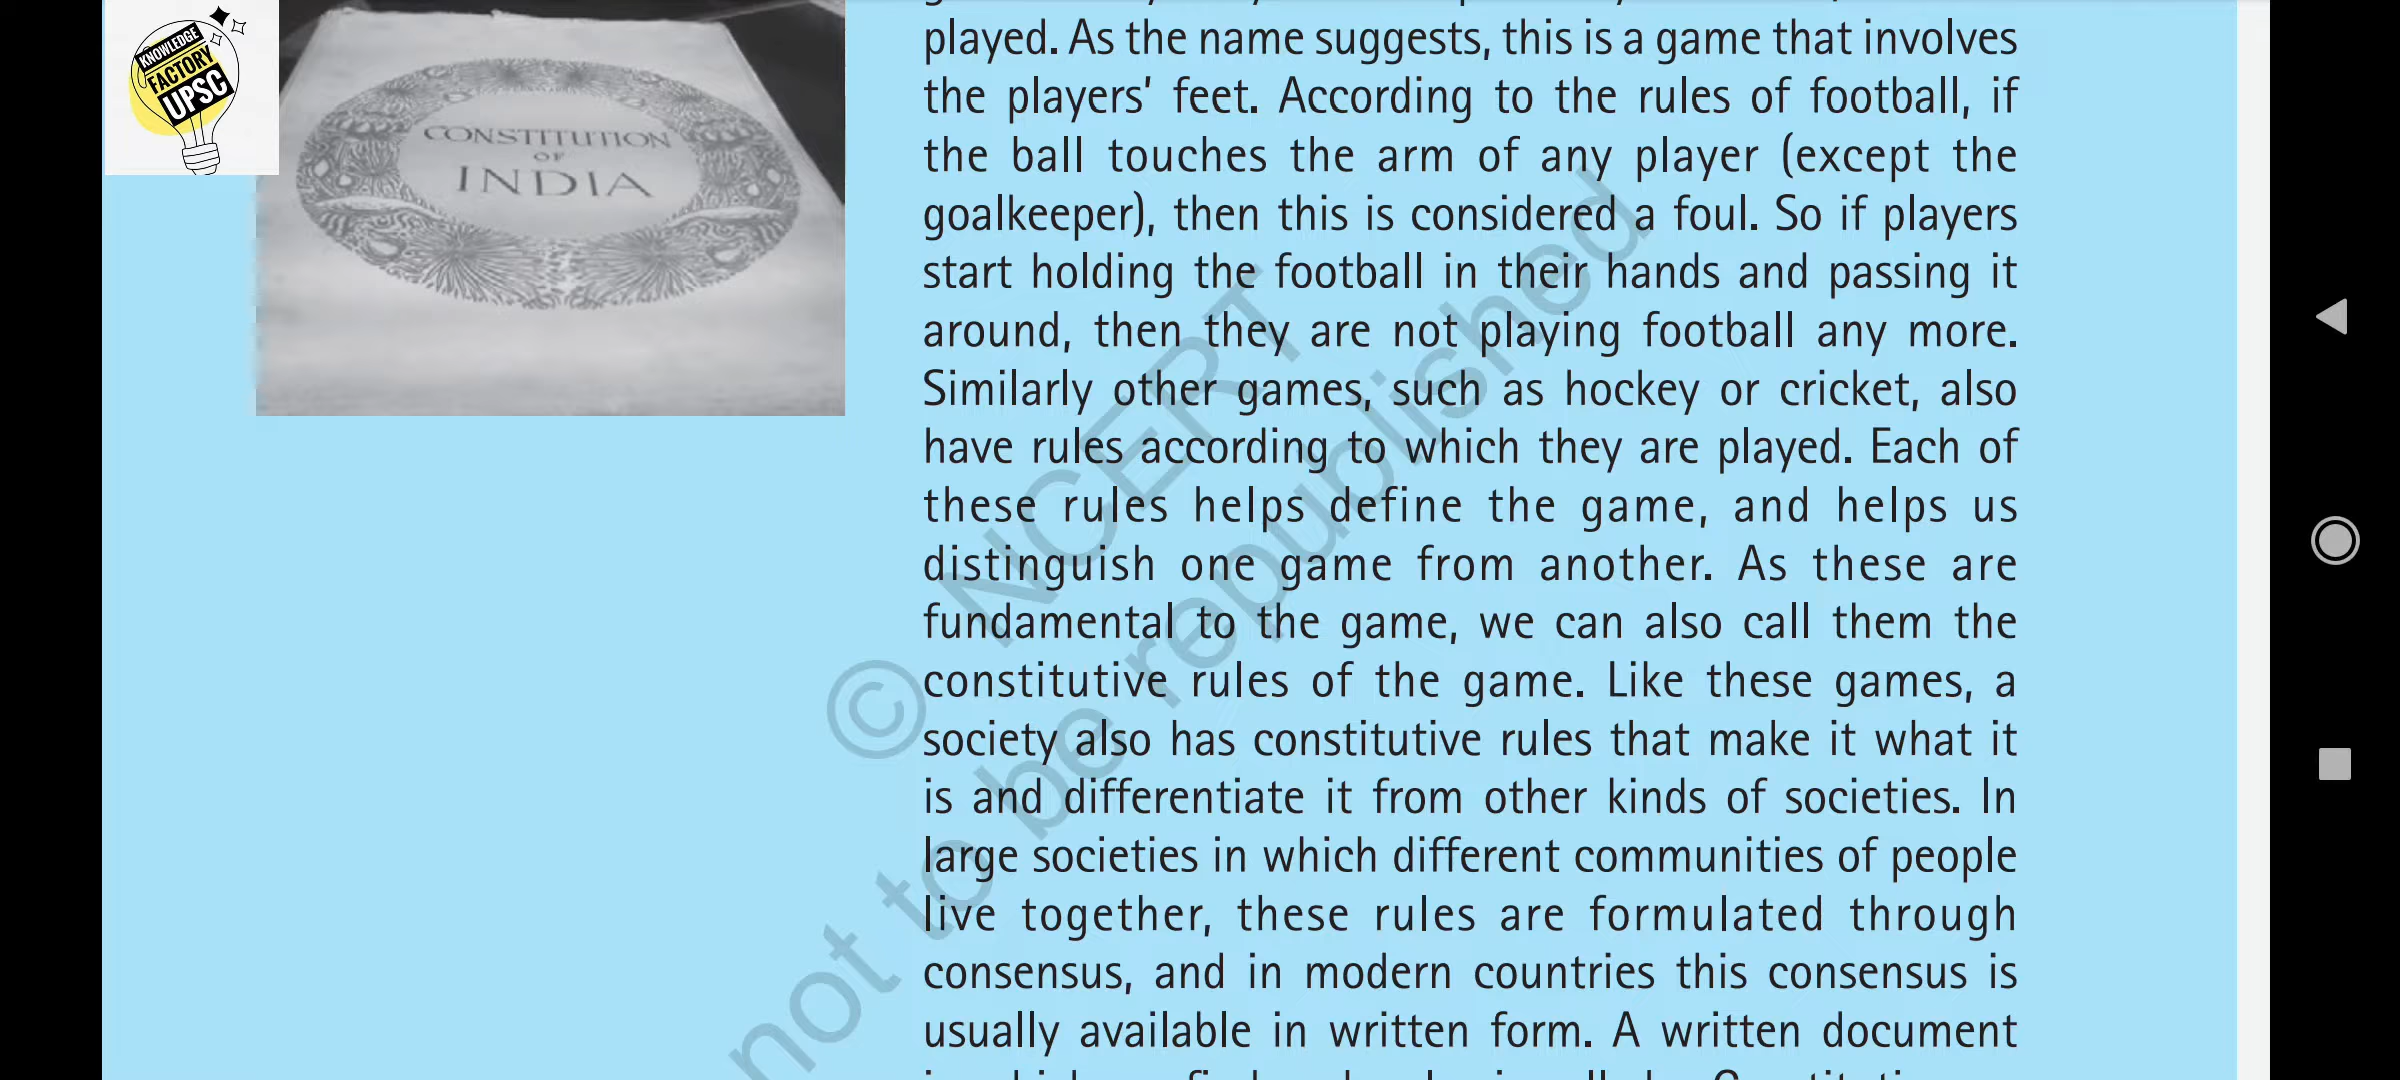 KNOWLEDGE
FACTORY
UPSC
CONSTITUTION
OF
INDIA
played. As the name suggests, this is a game that involves
the players’ feet. According to the rules of football, if
the ball touches the arm of any player (except the
goalkeeper), then this is considered a foul. So if players
start holding the football in their hands and passing it
around, then they are not playing football any more.
Similarly other games, such as hockey or cricket, also
have rules according to which they are played. Each of
these rules helps define the game, and helps us
distinguish one game from another. As these are
fundamental to the game, we can also call them the
constitutive rules of the game. Like these games, a
society also has constitutive rules that make it what it
is and differentiate it from other kinds of societies. In
large societies in which different communities of people
live together, these rules are formulated through
consensus, and in modern countries this consensus is
usually available in written form. A written document
© NCERT
not to be republished